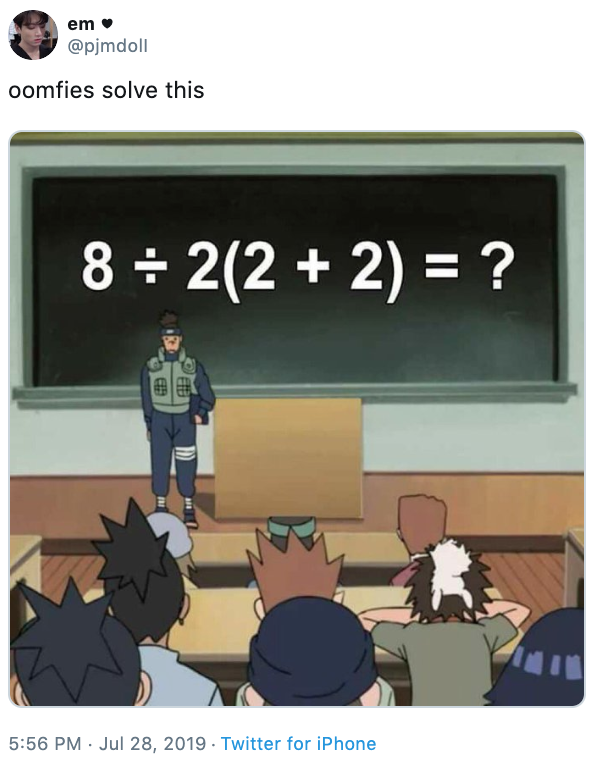 em ♥
@pjmdoll
oomfies solve this
8 ÷ 2(2 + 2) = ?
5:56 PM · Jul 28, 2019 · Twitter for iPhone